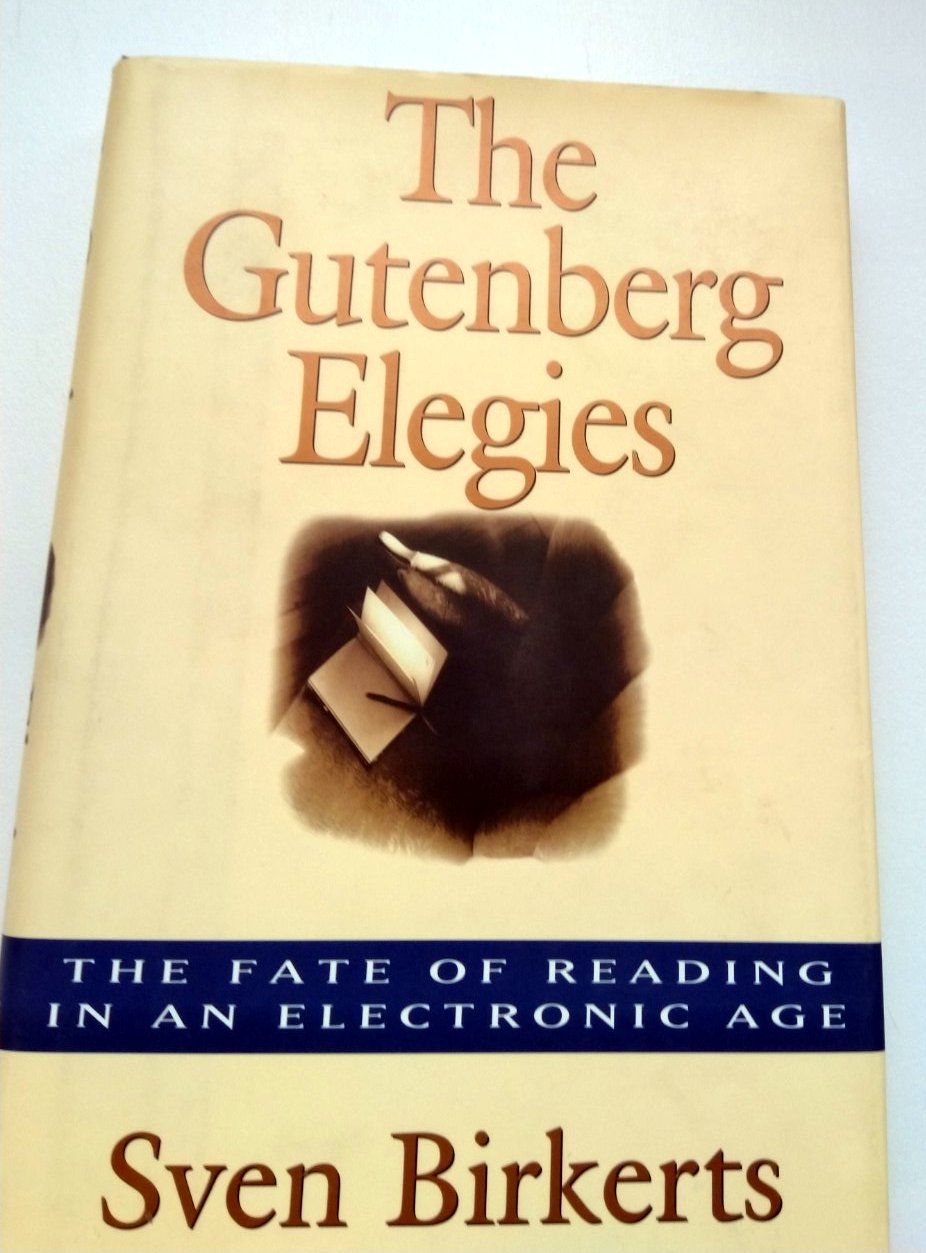 The
Gutenberg
Elegies
THE FATE OF READING
IN AN ELECTRONIC AGE
Sven Birkerts